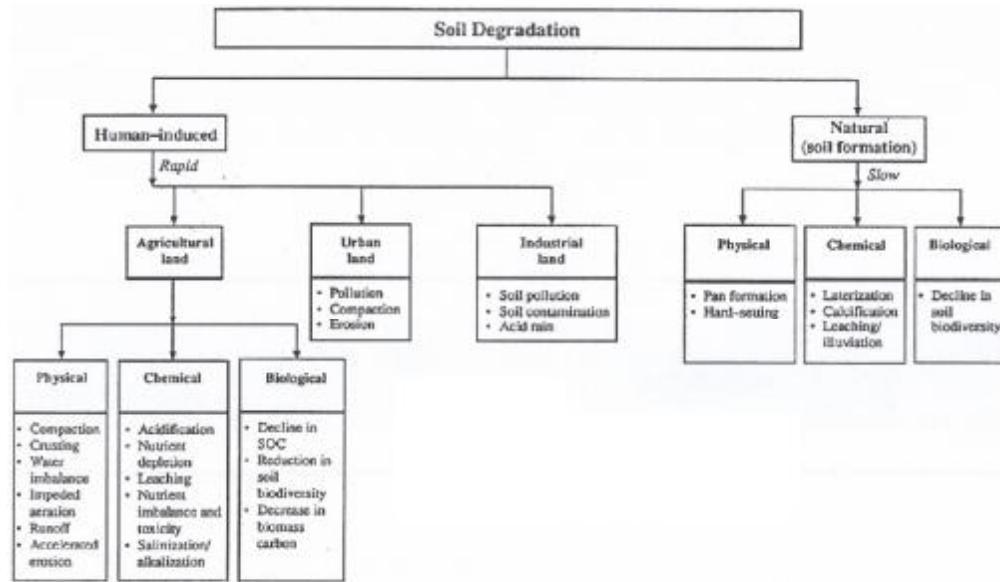 Soil Degradation
Human–induced
Natural
(soil formation)
Rapid
Slow
Agricultural
land
Urban
land
• Pollution
• Compaction
• Erosion
Industrial
land
• Soil pollution
• Soil contamination
• Acid rain
Physical
• Pan formation
• Hard–setting
Chemical
• Laterization
• Calcification
• Leaching/
illuviation
Biological
• Decline in
soil
biodiversity
Physical
• Compaction
• Crusting
• Water
imbalance
• Impeded
aeration
• Runoff
• Accelerated
erosion
Chemical
• Acidification
• Nutrient
depletion
• Leaching
• Nutrient
imbalance and
toxicity
• Salinization/
alkalization
Biological
• Decline in
SOC
• Reduction in
soil
biodiversity
• Decrease in
biomass
carbon